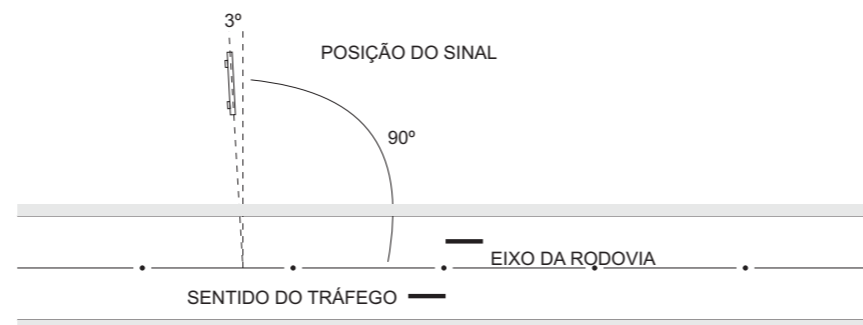 3º
POSIÇÃO DO SINAL
90º
EIXO DA RODOVIA
SENTIDO DO TRÁFEGO